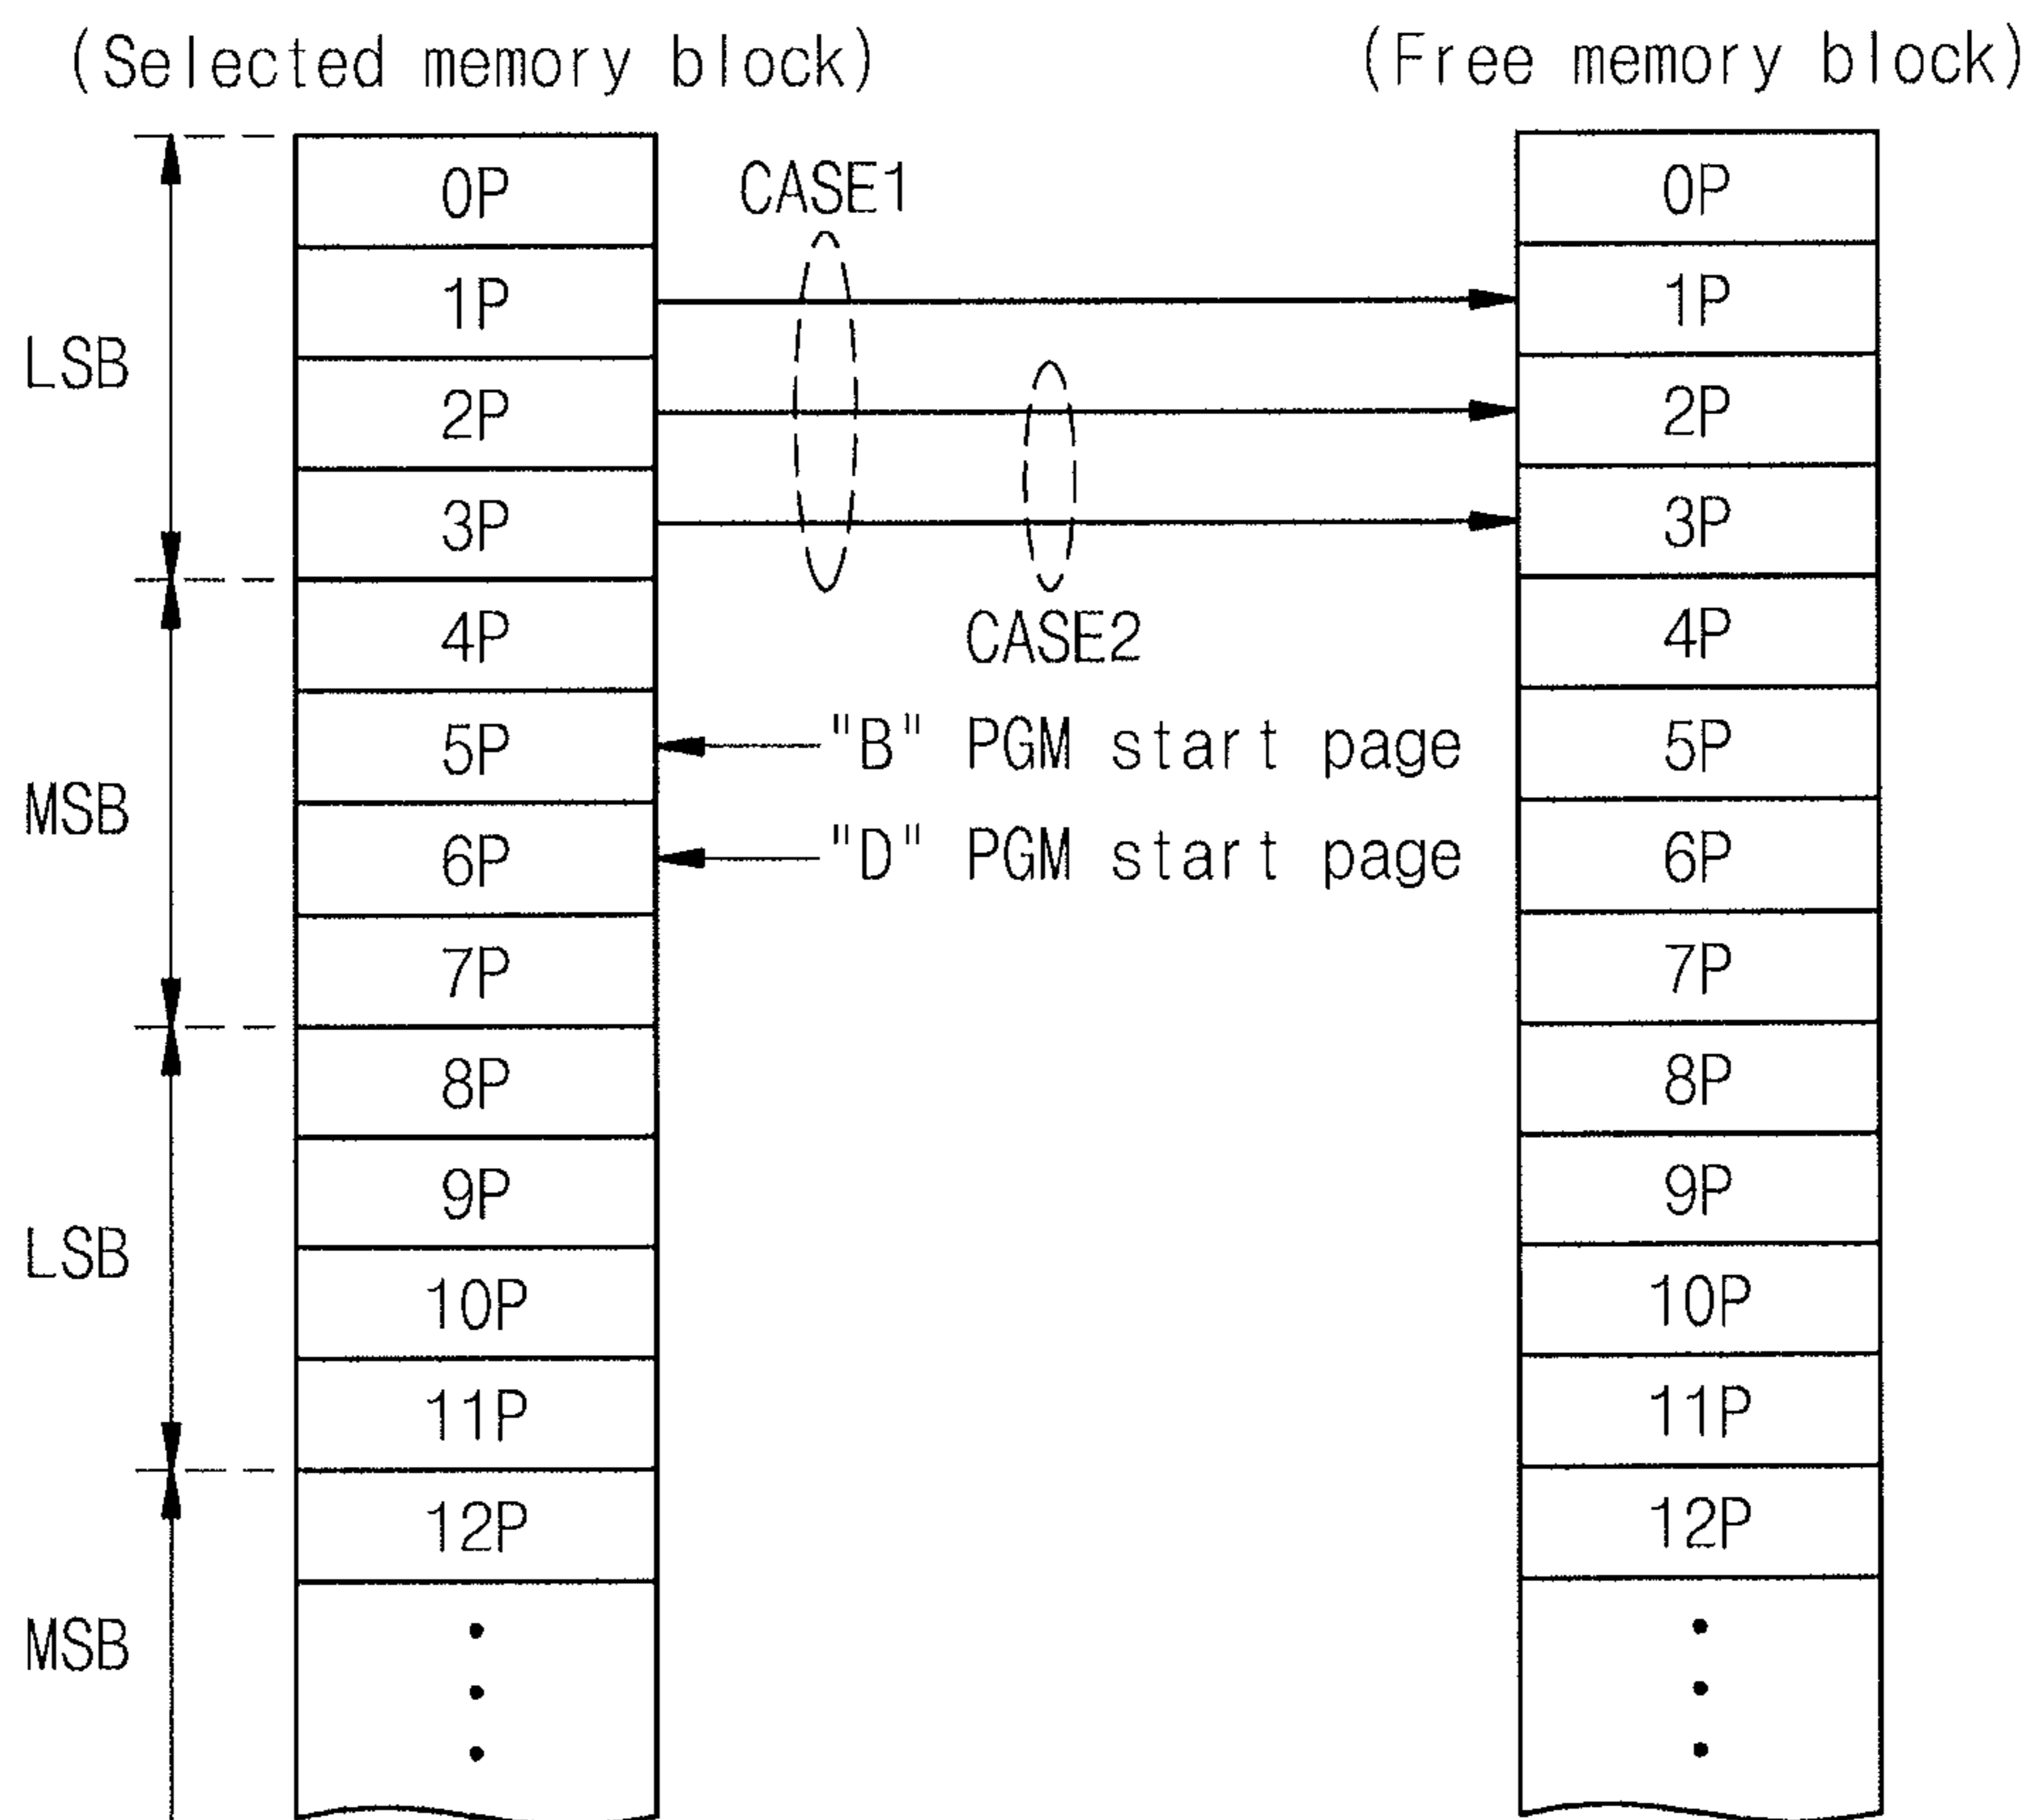 (Selected memory block)
(Free memory block)
0P
CASE1
0P
1P
1P
LSB
2P
2P
3P
3P
4P
CASE2
4P
5P
"B" PGM start page
5P
MSB
6P
"D" PGM start page
6P
7P
7P
8P
8P
9P
9P
LSB
10P
10P
11P
11P
12P
12P
MSB